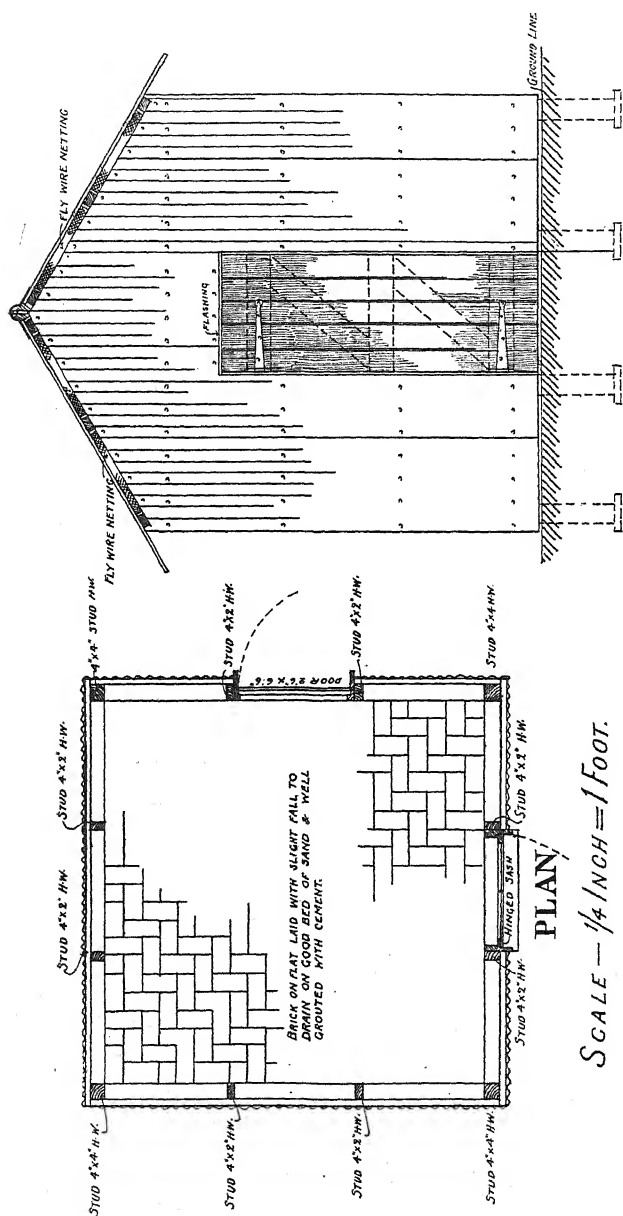 FLY WIRE NETTING
FLY WIRE NETTING
FLASHING
GROUND LINE
STUD 4"x2" H.W.
STUD 4"x2" H.W.
4"x4" STUD H.W.
STUD 4"x2" H.W.
DOOR 2'6"x 6'6"
STUD 4"x2" H.W.
STUD 4"x4 H.W.
BRICK ON FLAT LAID WITH SLIGHT FALL TO
DRAIN ON GOOD BED OF SAND & WELL
GROUTED WITH CEMENT.
STUD 4"x4" H.W.
STUD 4"x2" H.W.
STUD 4"x2" H.W.
STUD 4"x4" H.W.
STUD 4"x2" H.W.
HINGED SASH
STUD 4"x2" H.W.
PLAN
SCALE — 1/4 INCH = 1 FOOT.